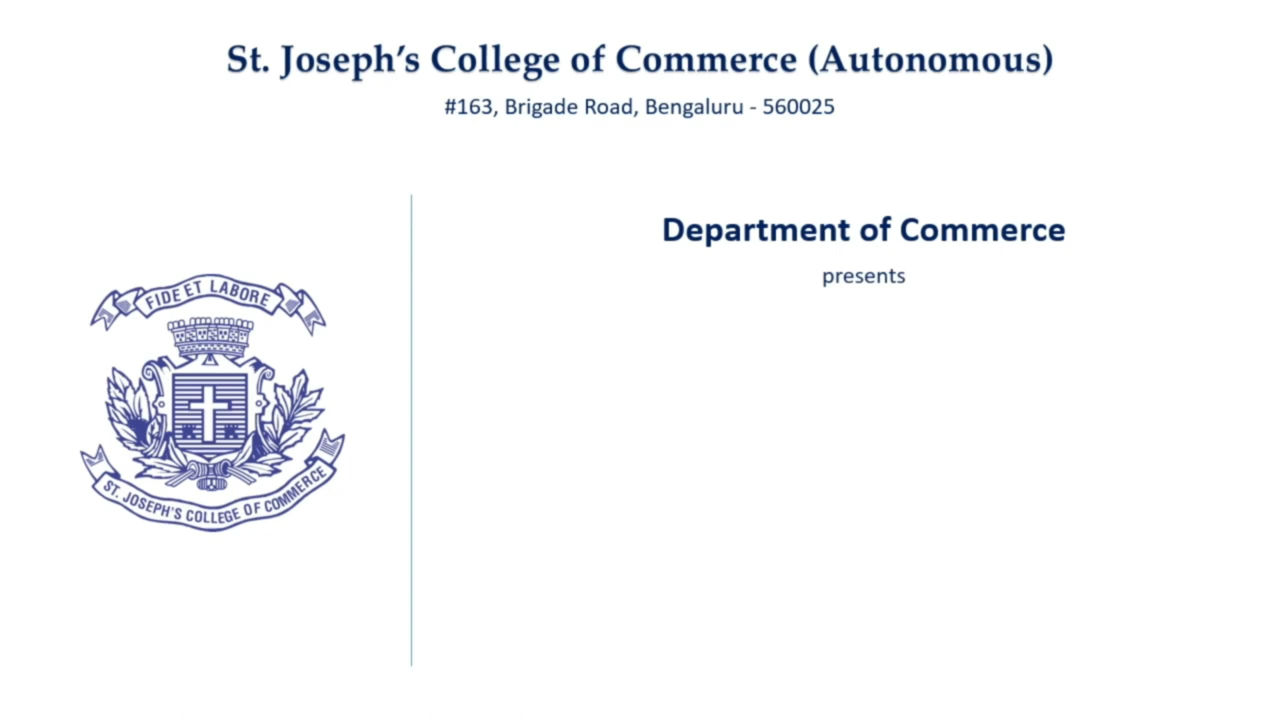 St. Joseph's College of Commerce (Autonomous)
#163, Brigade Road, Bengaluru - 560025
Department of Commerce
presents
FIDE ET LABORE
ST. JOSEPH'S COLLEGE OF COMMERCE